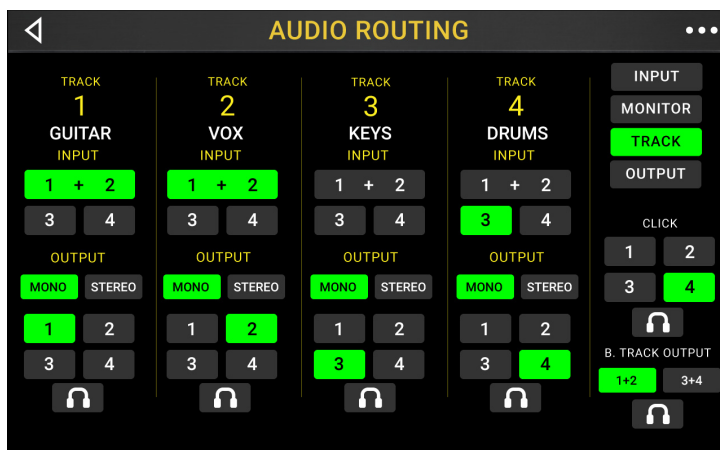 AUDIO ROUTING
TRACK
1
GUITAR
INPUT
1 + 2
3 4
OUTPUT
MONO STEREO
1 2
3 4
TRACK
2
VOX
INPUT
1 + 2
3 4
OUTPUT
MONO STEREO
1 2
3 4
TRACK
3
KEYS
INPUT
1 + 2
3 4
OUTPUT
MONO STEREO
1 2
3 4
TRACK
4
DRUMS
INPUT
1 + 2
3 4
OUTPUT
MONO STEREO
1 2
3 4
INPUT
MONITOR
TRACK
OUTPUT
CLICK
1 2
3 4
B. TRACK OUTPUT
1+2 3+4